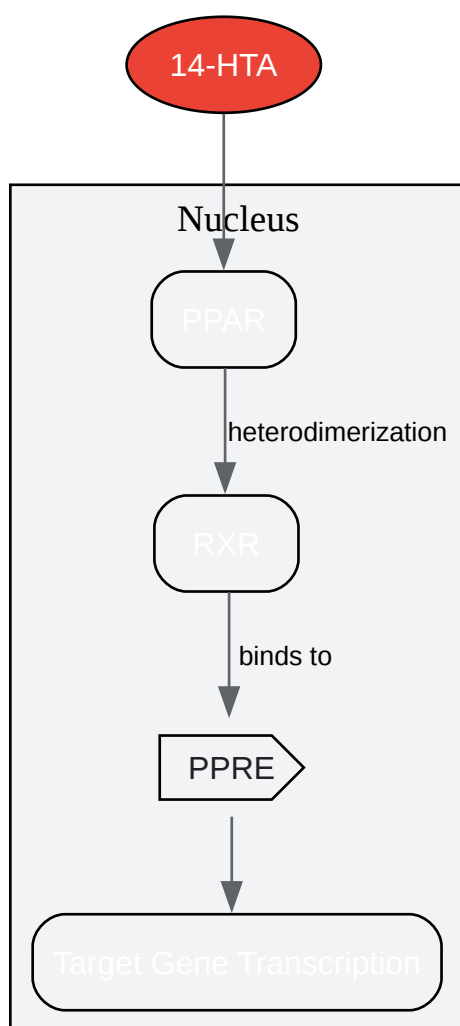 14-HTA
Nucleus
PPAR
heterodimerization
RXR
binds to
PPRE
Target Gene Transcription